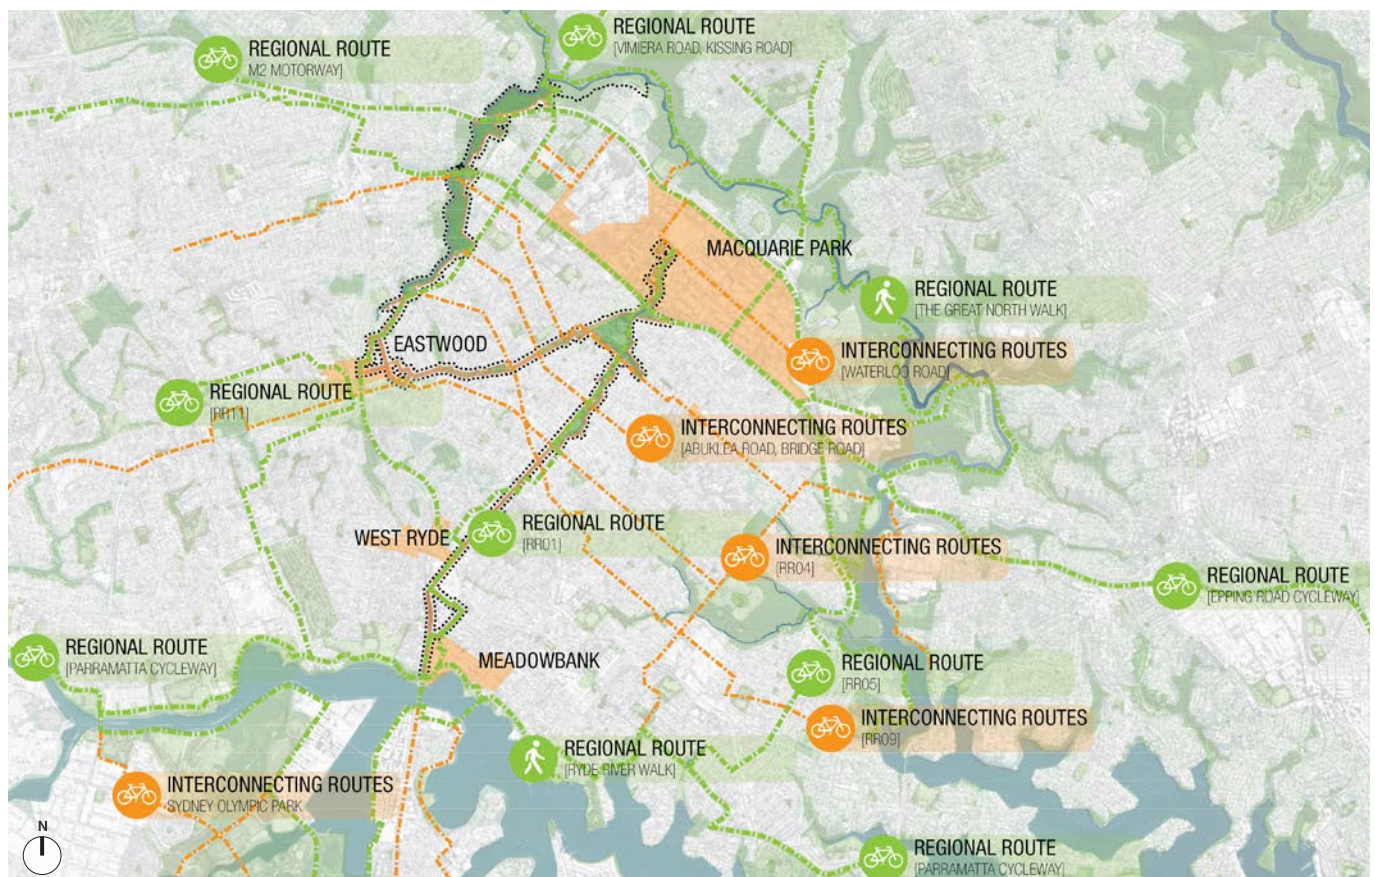 REGIONAL ROUTE
[VIMIERA ROAD, KISSING ROAD]
REGIONAL ROUTE
M2 MOTORWAY]
MACQUARIE PARK
REGIONAL ROUTE
[THE GREAT NORTH WALK]
EASTWOOD
INTERCONNECTING ROUTES
[WATERLOO ROAD]
REGIONAL ROUTE
[RR11]
INTERCONNECTING ROUTES
[ABUKLEA ROAD, BRIDGE ROAD]
REGIONAL ROUTE
[RR01]
WEST RYDE
INTERCONNECTING ROUTES
[RR04]
REGIONAL ROUTE
[EPPING ROAD CYCLEWAY]
REGIONAL ROUTE
[PARRAMATTA CYCLEWAY]
MEADOWBANK
REGIONAL ROUTE
[RR05]
INTERCONNECTING ROUTES
[RR09]
REGIONAL ROUTE
[RYDE RIVER WALK]
INTERCONNECTING ROUTES
SYDNEY OLYMPIC PARK
N
REGIONAL ROUTE
[PARRAMATTA CYCLEWAY]